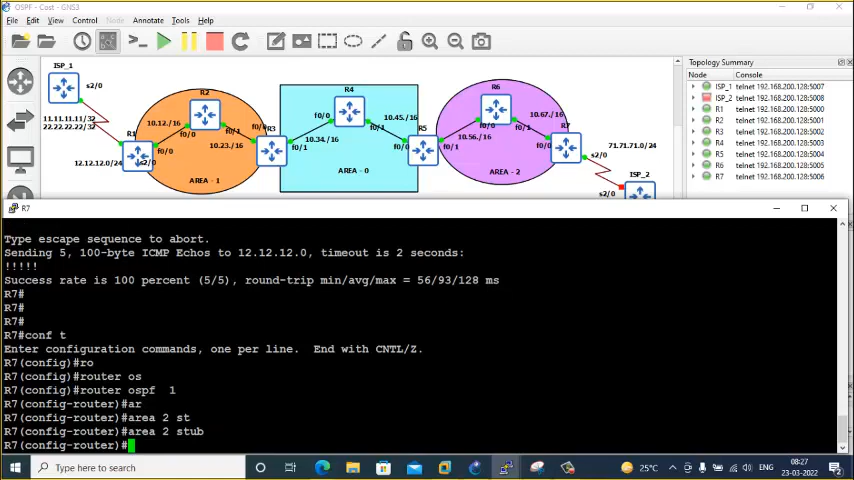 OSPF - Cost - GNS3
File Edit View Control Node Annotate Tools Help
Topology Summary
Node Console
ISP_1 telnet 192.168.200.128:5007
ISP_2 telnet 192.168.200.128:5008
R1 telnet 192.168.200.128:5000
R2 telnet 192.168.200.128:5001
R3 telnet 192.168.200.128:5002
R4 telnet 192.168.200.128:5003
R5 telnet 192.168.200.128:5004
R6 telnet 192.168.200.128:5005
R7 telnet 192.168.200.128:5006
ISP_1
s2/0
11.11.11.11/32
22.22.22.22/32
R1
12.12.12.0/24
s2/0
f0/0
10.12./16
R2
f0/0
f0/1
10.23./16
f0/0
R3
AREA - 1
f0/1
10.34./16
R4
f0/0
f0/1
10.45./16
f0/0
R5
AREA - 0
f0/1
10.56./16
R6
f0/0
f0/1
10.67./16
f0/0
R7
AREA - 2
s2/0
71.71.71.0/24
ISP_2
s2/0
R7
Type escape sequence to abort.
Sending 5, 100-byte ICMP Echos to 12.12.12.0, timeout is 2 seconds:
!!!!!
Success rate is 100 percent (5/5), round-trip min/avg/max = 56/93/128 ms
R7#
R7#
R7#
R7#conf t
Enter configuration commands, one per line.  End with CNTL/Z.
R7(config)#ro
R7(config)#router os
R7(config)#router ospf  1
R7(config-router)#ar
R7(config-router)#area 2 st
R7(config-router)#area 2 stub
R7(config-router)#
Type here to search
25°C
ENG
08:27
23-03-2022
2